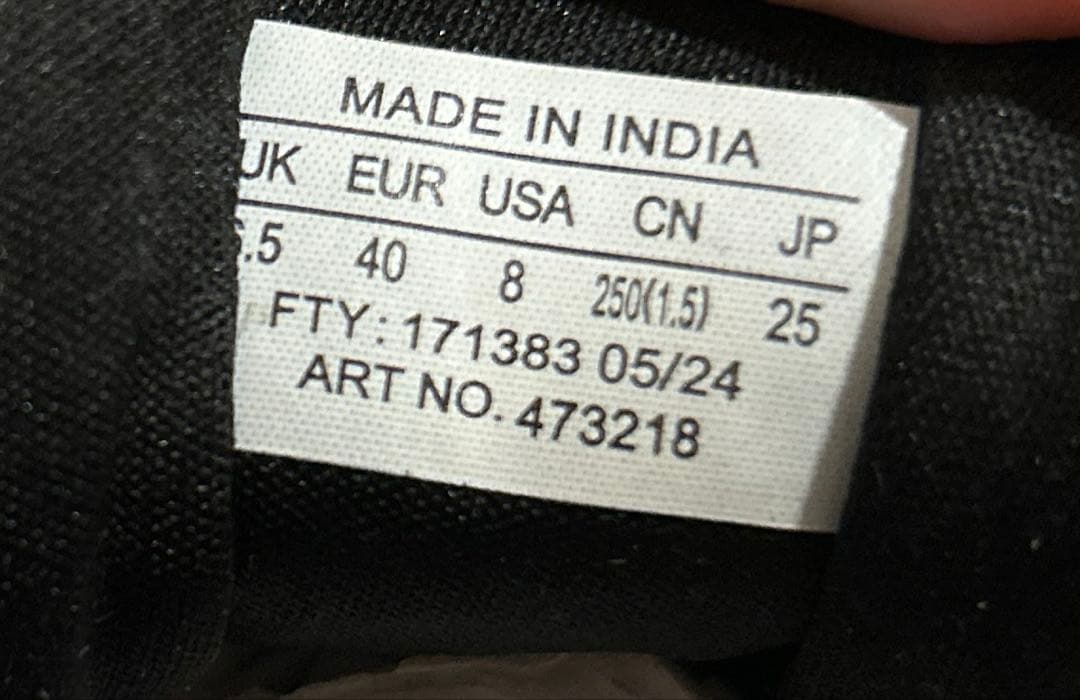 MADE IN INDIA
UK EUR USA CN JP
.5 40 8 250(1.5) 25
FTY: 171383 05/24
ART NO. 473218